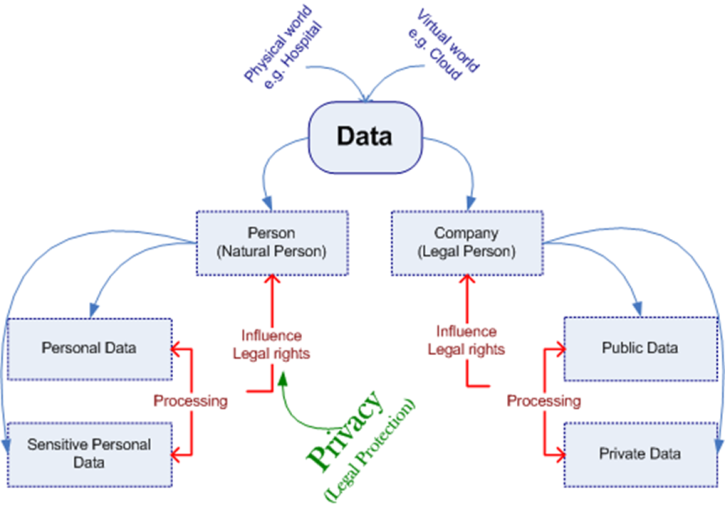 Physical world
e.g. Hospital
Virtual world
e.g. Cloud
Data
Person
(Natural Person)
Company
(Legal Person)
Influence
Legal rights
Influence
Legal rights
Personal Data
Public Data
Processing
Processing
Privacy
(Legal Protection)
Sensitive Personal
Data
Private Data